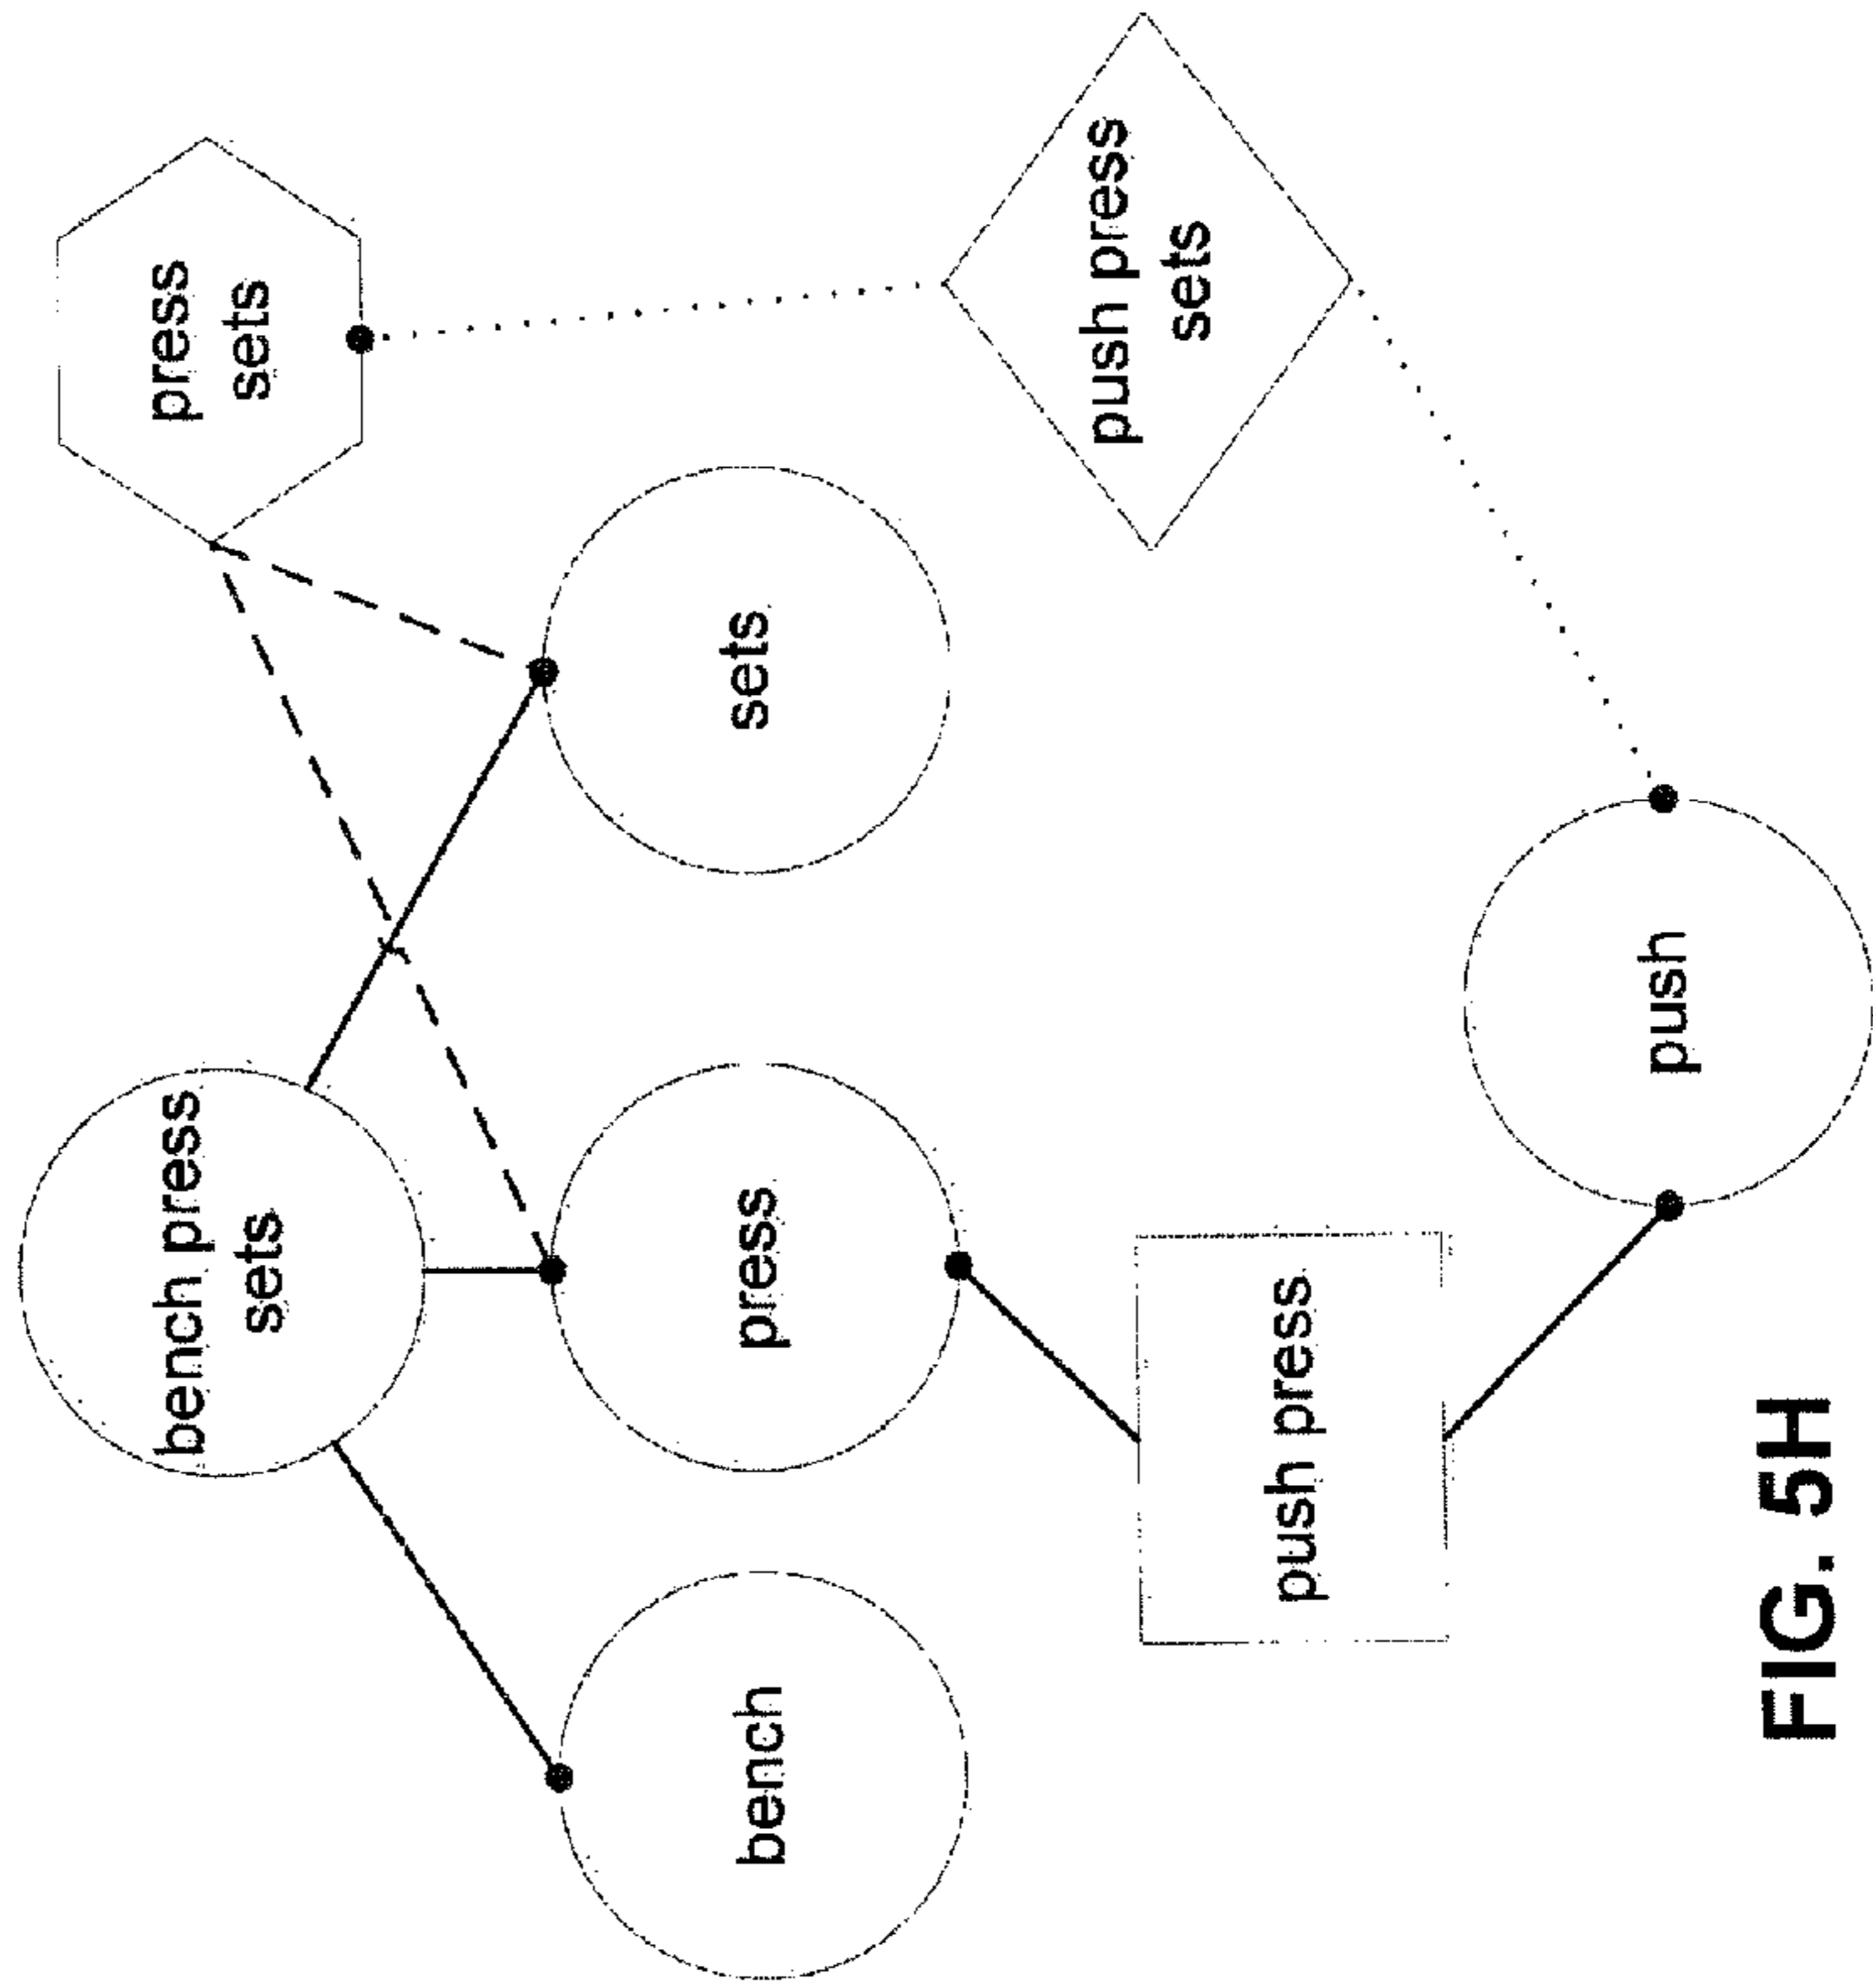 bench press
sets
press
sets
bench
press
sets
push press
push press
sets
push
FIG. 5H